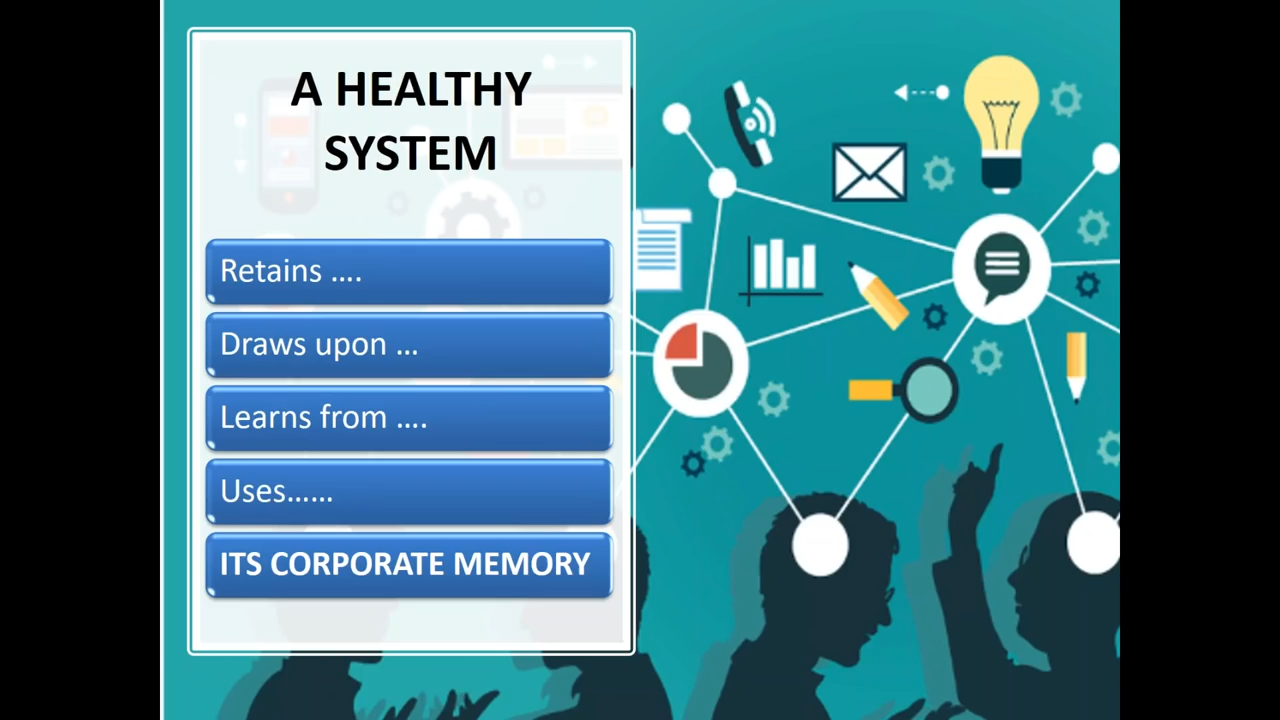 A HEALTHY
SYSTEM
Retains ....
Draws upon ...
Learns from ....
Uses......
ITS CORPORATE MEMORY